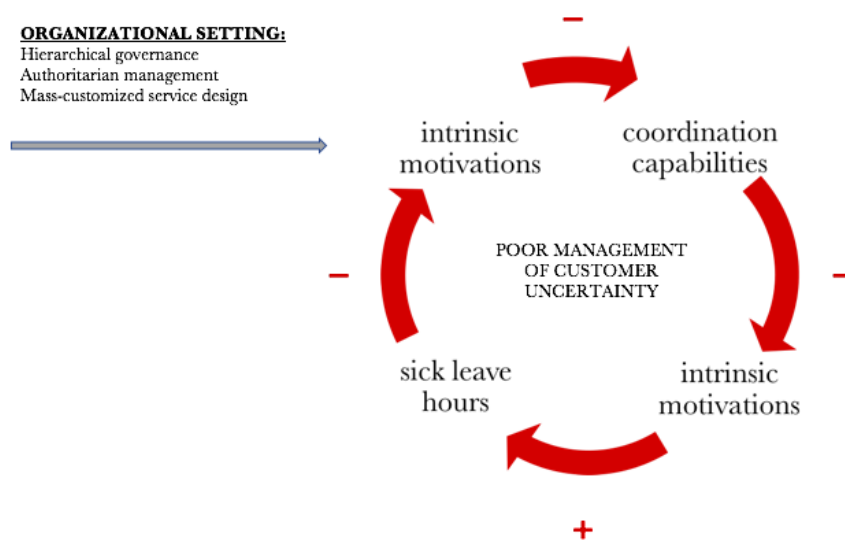 ORGANIZATIONAL SETTING:
Hierarchical governance
Authoritarian management
Mass-customized service design
–
intrinsic
motivations
coordination
capabilities
–
POOR MANAGEMENT
OF CUSTOMER
UNCERTAINTY
–
sick leave
hours
intrinsic
motivations
+